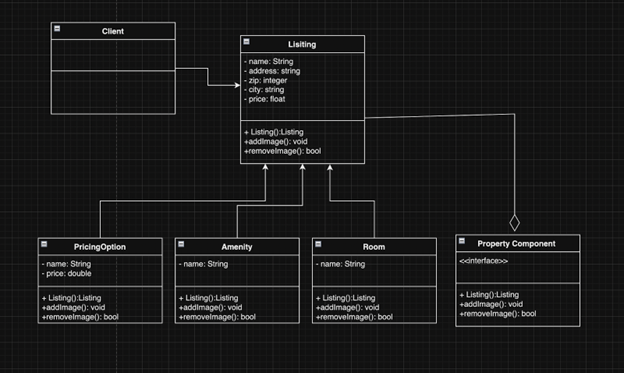 Client
Lisiting
- name: String
- address: string
- zip: integer
- city: string
- price: float
+ Listing():Listing
+addImage(): void
+removeImage(): bool
PricingOption
- name: String
- price: double
+ Listing():Listing
+addImage(): void
+removeImage(): bool
Amenity
- name: String
+ Listing():Listing
+addImage(): void
+removeImage(): bool
Room
- name: String
+ Listing():Listing
+addImage(): void
+removeImage(): bool
Property Component
<<interface>>
+ Listing():Listing
+addImage(): void
+removeImage(): bool